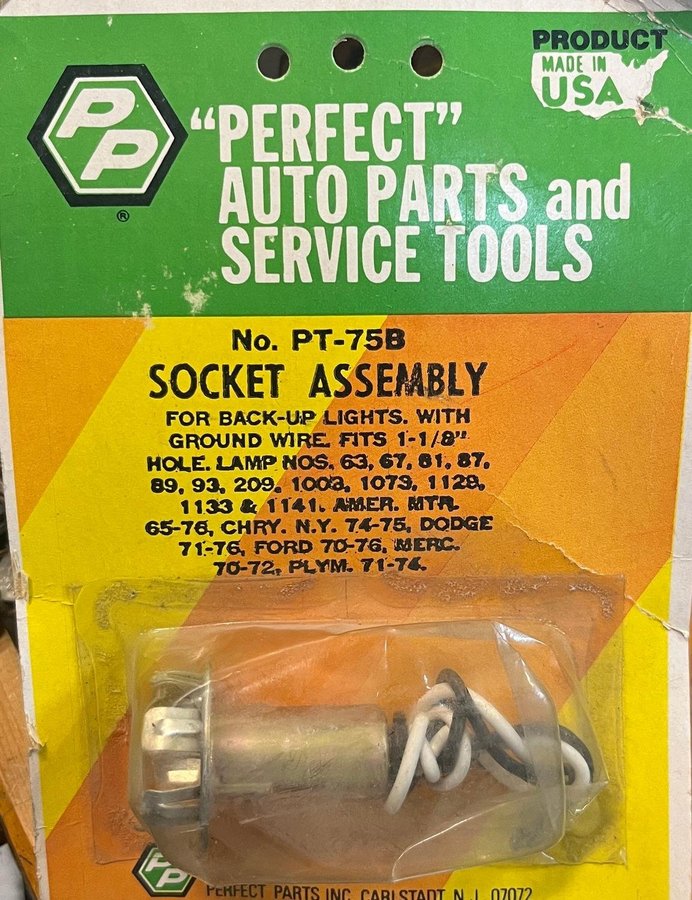 PRODUCT
MADE IN
USA
PP
®
"PERFECT"
AUTO PARTS and
SERVICE TOOLS
No. PT-75B
SOCKET ASSEMBLY
FOR BACK-UP LIGHTS. WITH
GROUND WIRE. FITS 1-1/8"
HOLE. LAMP NOS. 63, 67, 81, 87,
89, 93, 209, 1003, 1073, 1129,
1133 & 1141. AMER. MTR.
65-76, CHRY. N.Y. 74-75, DODGE
71-76, FORD 70-76, MERC.
70-72, PLYM. 71-74.
PP
PERFECT PARTS INC. CARLSTADT, N.J. 07072